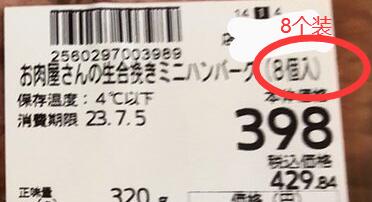 8个装
2560297003989
お肉屋さんの生合挽きミニハンバーグ(8個入)
保存温度:4℃以下
本体価格
消費期限 23.7.5
398
税込価格
429.84
正味量
320g
価格(円)